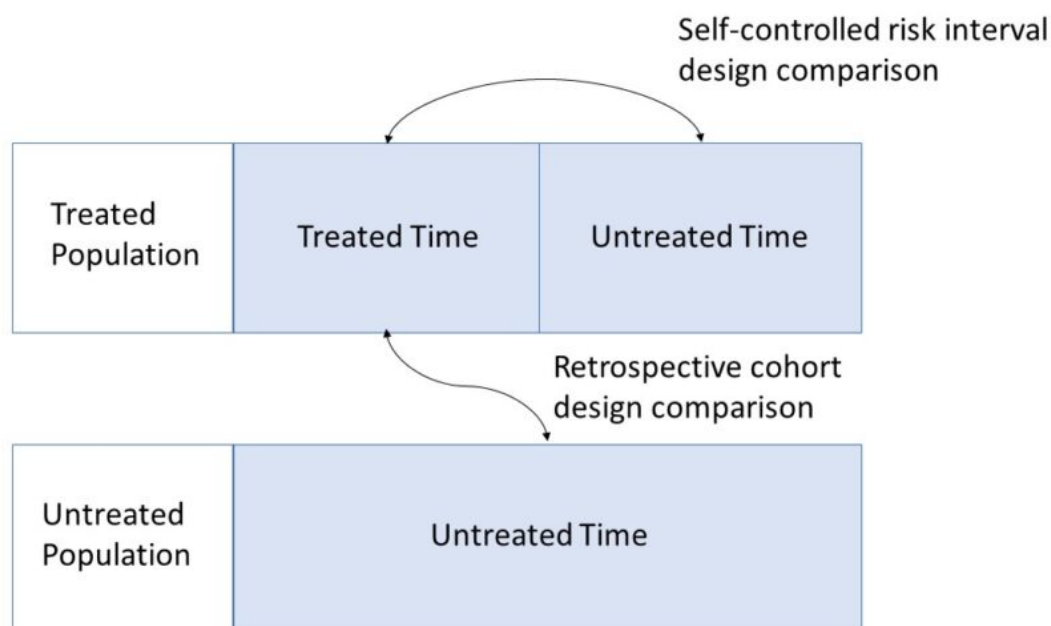 Self-controlled risk interval
design comparison
Treated
Population
Treated Time
Untreated Time
Retrospective cohort
design comparison
Untreated
Population
Untreated Time